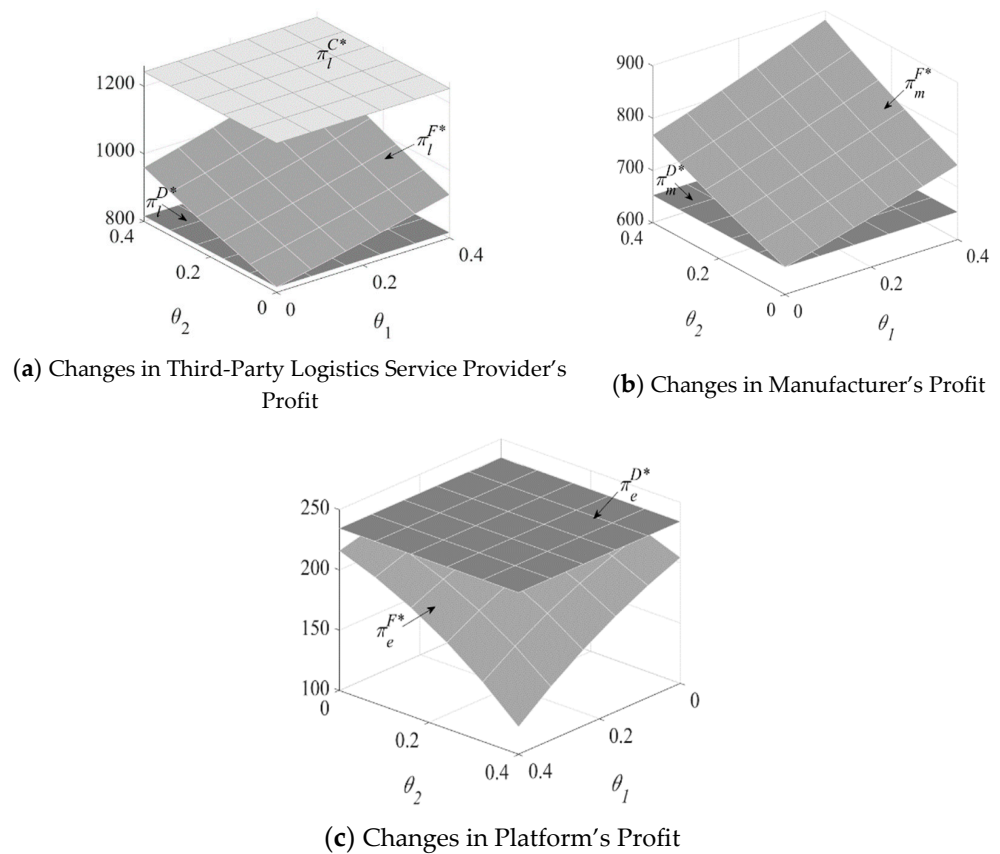 π_l^{C*}
1200
π_l^{F*}
1000
π_l^{D*}
800
0.4
0.4
0.2
0.2
0 0
θ_2
θ_1
(a) Changes in Third-Party Logistics Service Provider’s
Profit
900
π_m^{F*}
800
700
π_m^{D*}
600
0.4
0.4
0.2
0.2
0 0
θ_2
θ_1
(b) Changes in Manufacturer’s Profit
250
π_e^{D*}
200
150
π_e^{F*}
100
0
0
0.2
0.2
0.4 0.4
θ_2
θ_1
(c) Changes in Platform’s Profit